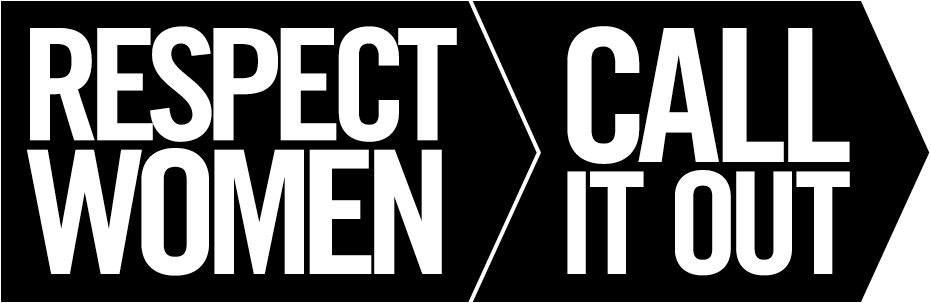 RESPECT
WOMEN
CALL
IT OUT